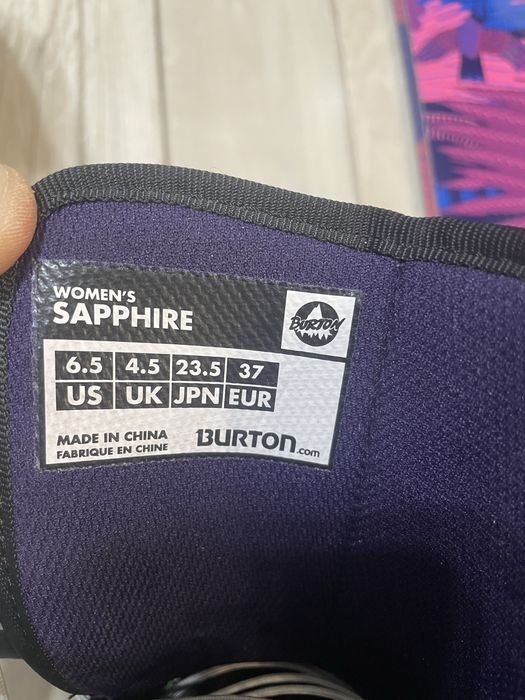 WOMEN'S
SAPPHIRE
BURTON
6.5 4.5 23.5 37
US UK JPN EUR
MADE IN CHINA
FABRIQUE EN CHINE
BURTON.com